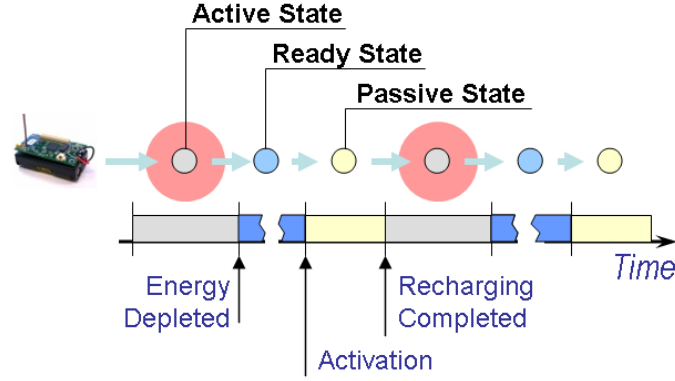 Active State
Ready State
Passive State
Time
Energy
Depleted
Recharging
Completed
Activation